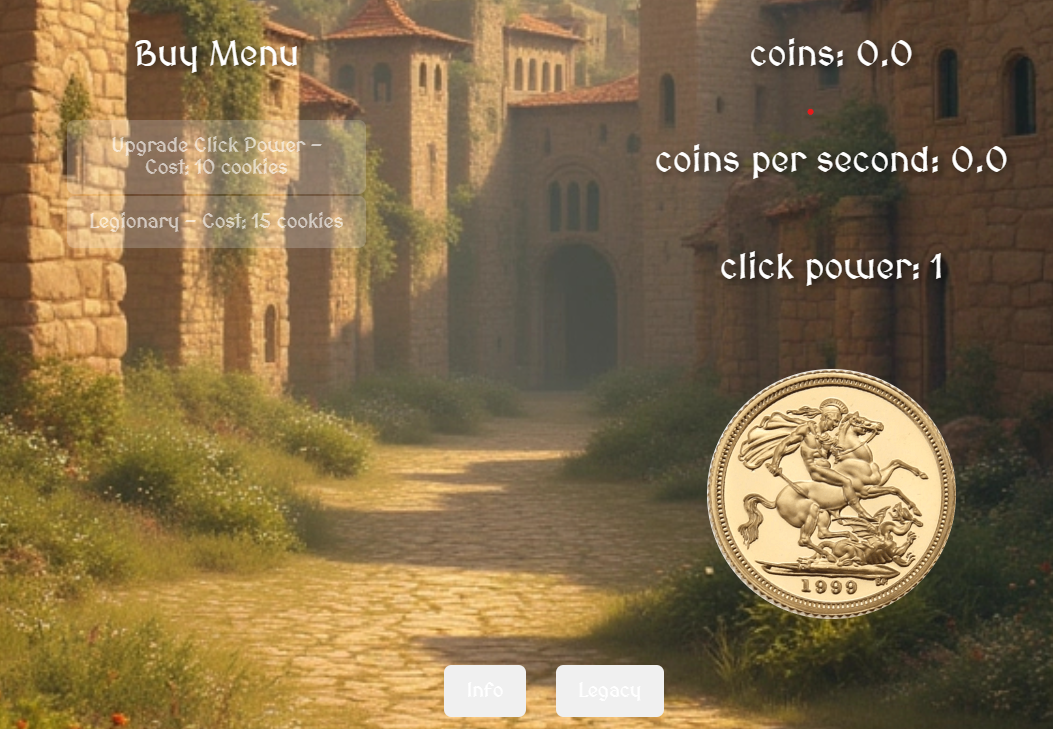 Buy Menu
Upgrade Click Power –
Cost: 10 cookies
Legionary – Cost: 15 cookies
coins: 0.0
coins per second: 0.0
click power: 1
1999
Info
Legacy